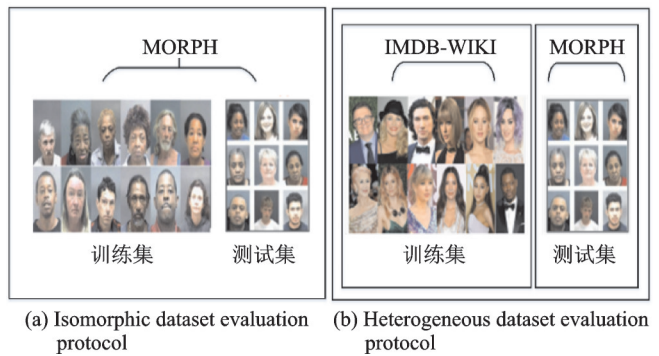 MORPH
训练集
测试集
IMDB-WIKI
MORPH
训练集
测试集
(a) Isomorphic dataset evaluation
protocol
(b) Heterogeneous dataset evaluation
protocol